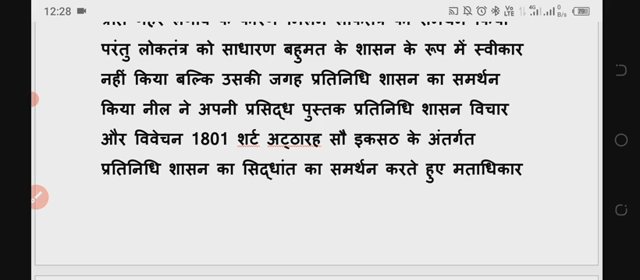 12:28
परंतु लोकतंत्र को साधारण बहुमत के शासन के रूप में स्वीकार
नहीं किया बल्कि उसकी जगह प्रतिनिधि शासन का समर्थन
किया नील ने अपनी प्रसिद्ध पुस्तक प्रतिनिधि शासन विचार
और विवेचन 1801 शर्ट अट्ठारह सौ इकसठ के अंतर्गत
प्रतिनिधि शासन का सिद्धांत का समर्थन करते हुए मताधिकार